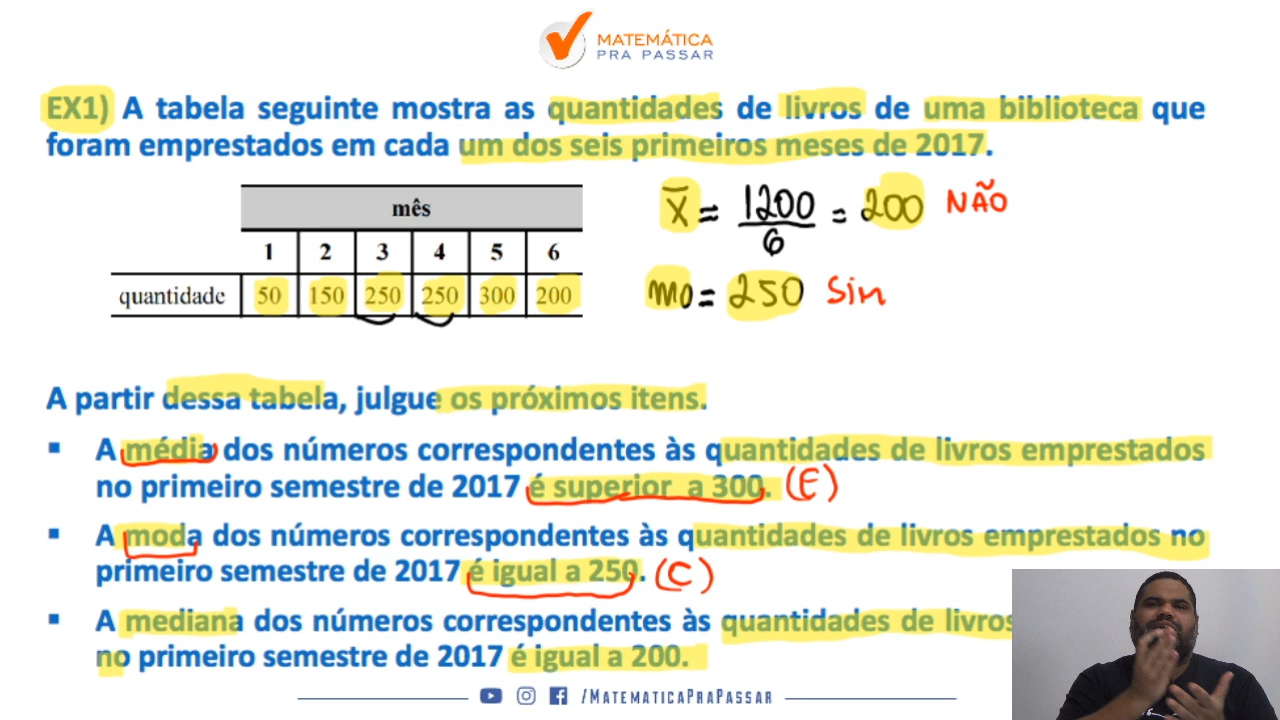 MATEMÁTICA
PRA PASSAR
EX1) A tabela seguinte mostra as quantidades de livros de uma biblioteca que
foram emprestados em cada um dos seis primeiros meses de 2017.
mês
1 2 3 4 5 6
quantidade 50 150 250 250 300 200
X̅ = 1200/6 = 200 NÃO
mo = 250 Sin
A partir dessa tabela, julgue os próximos itens.
▪ A média dos números correspondentes às quantidades de livros emprestados
no primeiro semestre de 2017 é superior a 300. (E)
▪ A moda dos números correspondentes às quantidades de livros emprestados no
primeiro semestre de 2017 é igual a 250. (C)
▪ A mediana dos números correspondentes às quantidades de livros
no primeiro semestre de 2017 é igual a 200.
/MATEMATICAPRAPASSAR